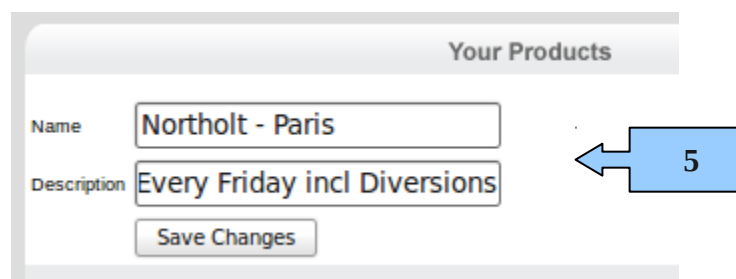 Your Products
Name Northolt - Paris
5
Description Every Friday incl Diversions
Save Changes